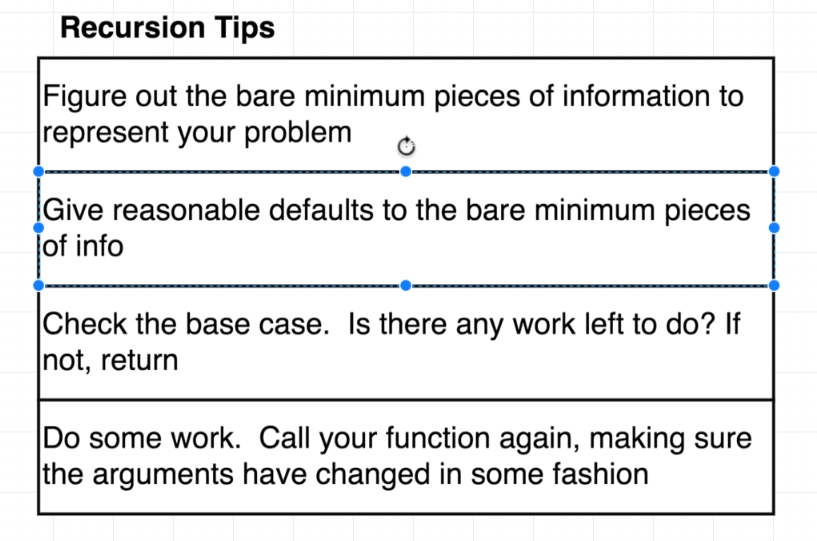 Recursion Tips
Figure out the bare minimum pieces of information to
represent your problem
Give reasonable defaults to the bare minimum pieces
of info
Check the base case.  Is there any work left to do? If
not, return
Do some work.  Call your function again, making sure
the arguments have changed in some fashion